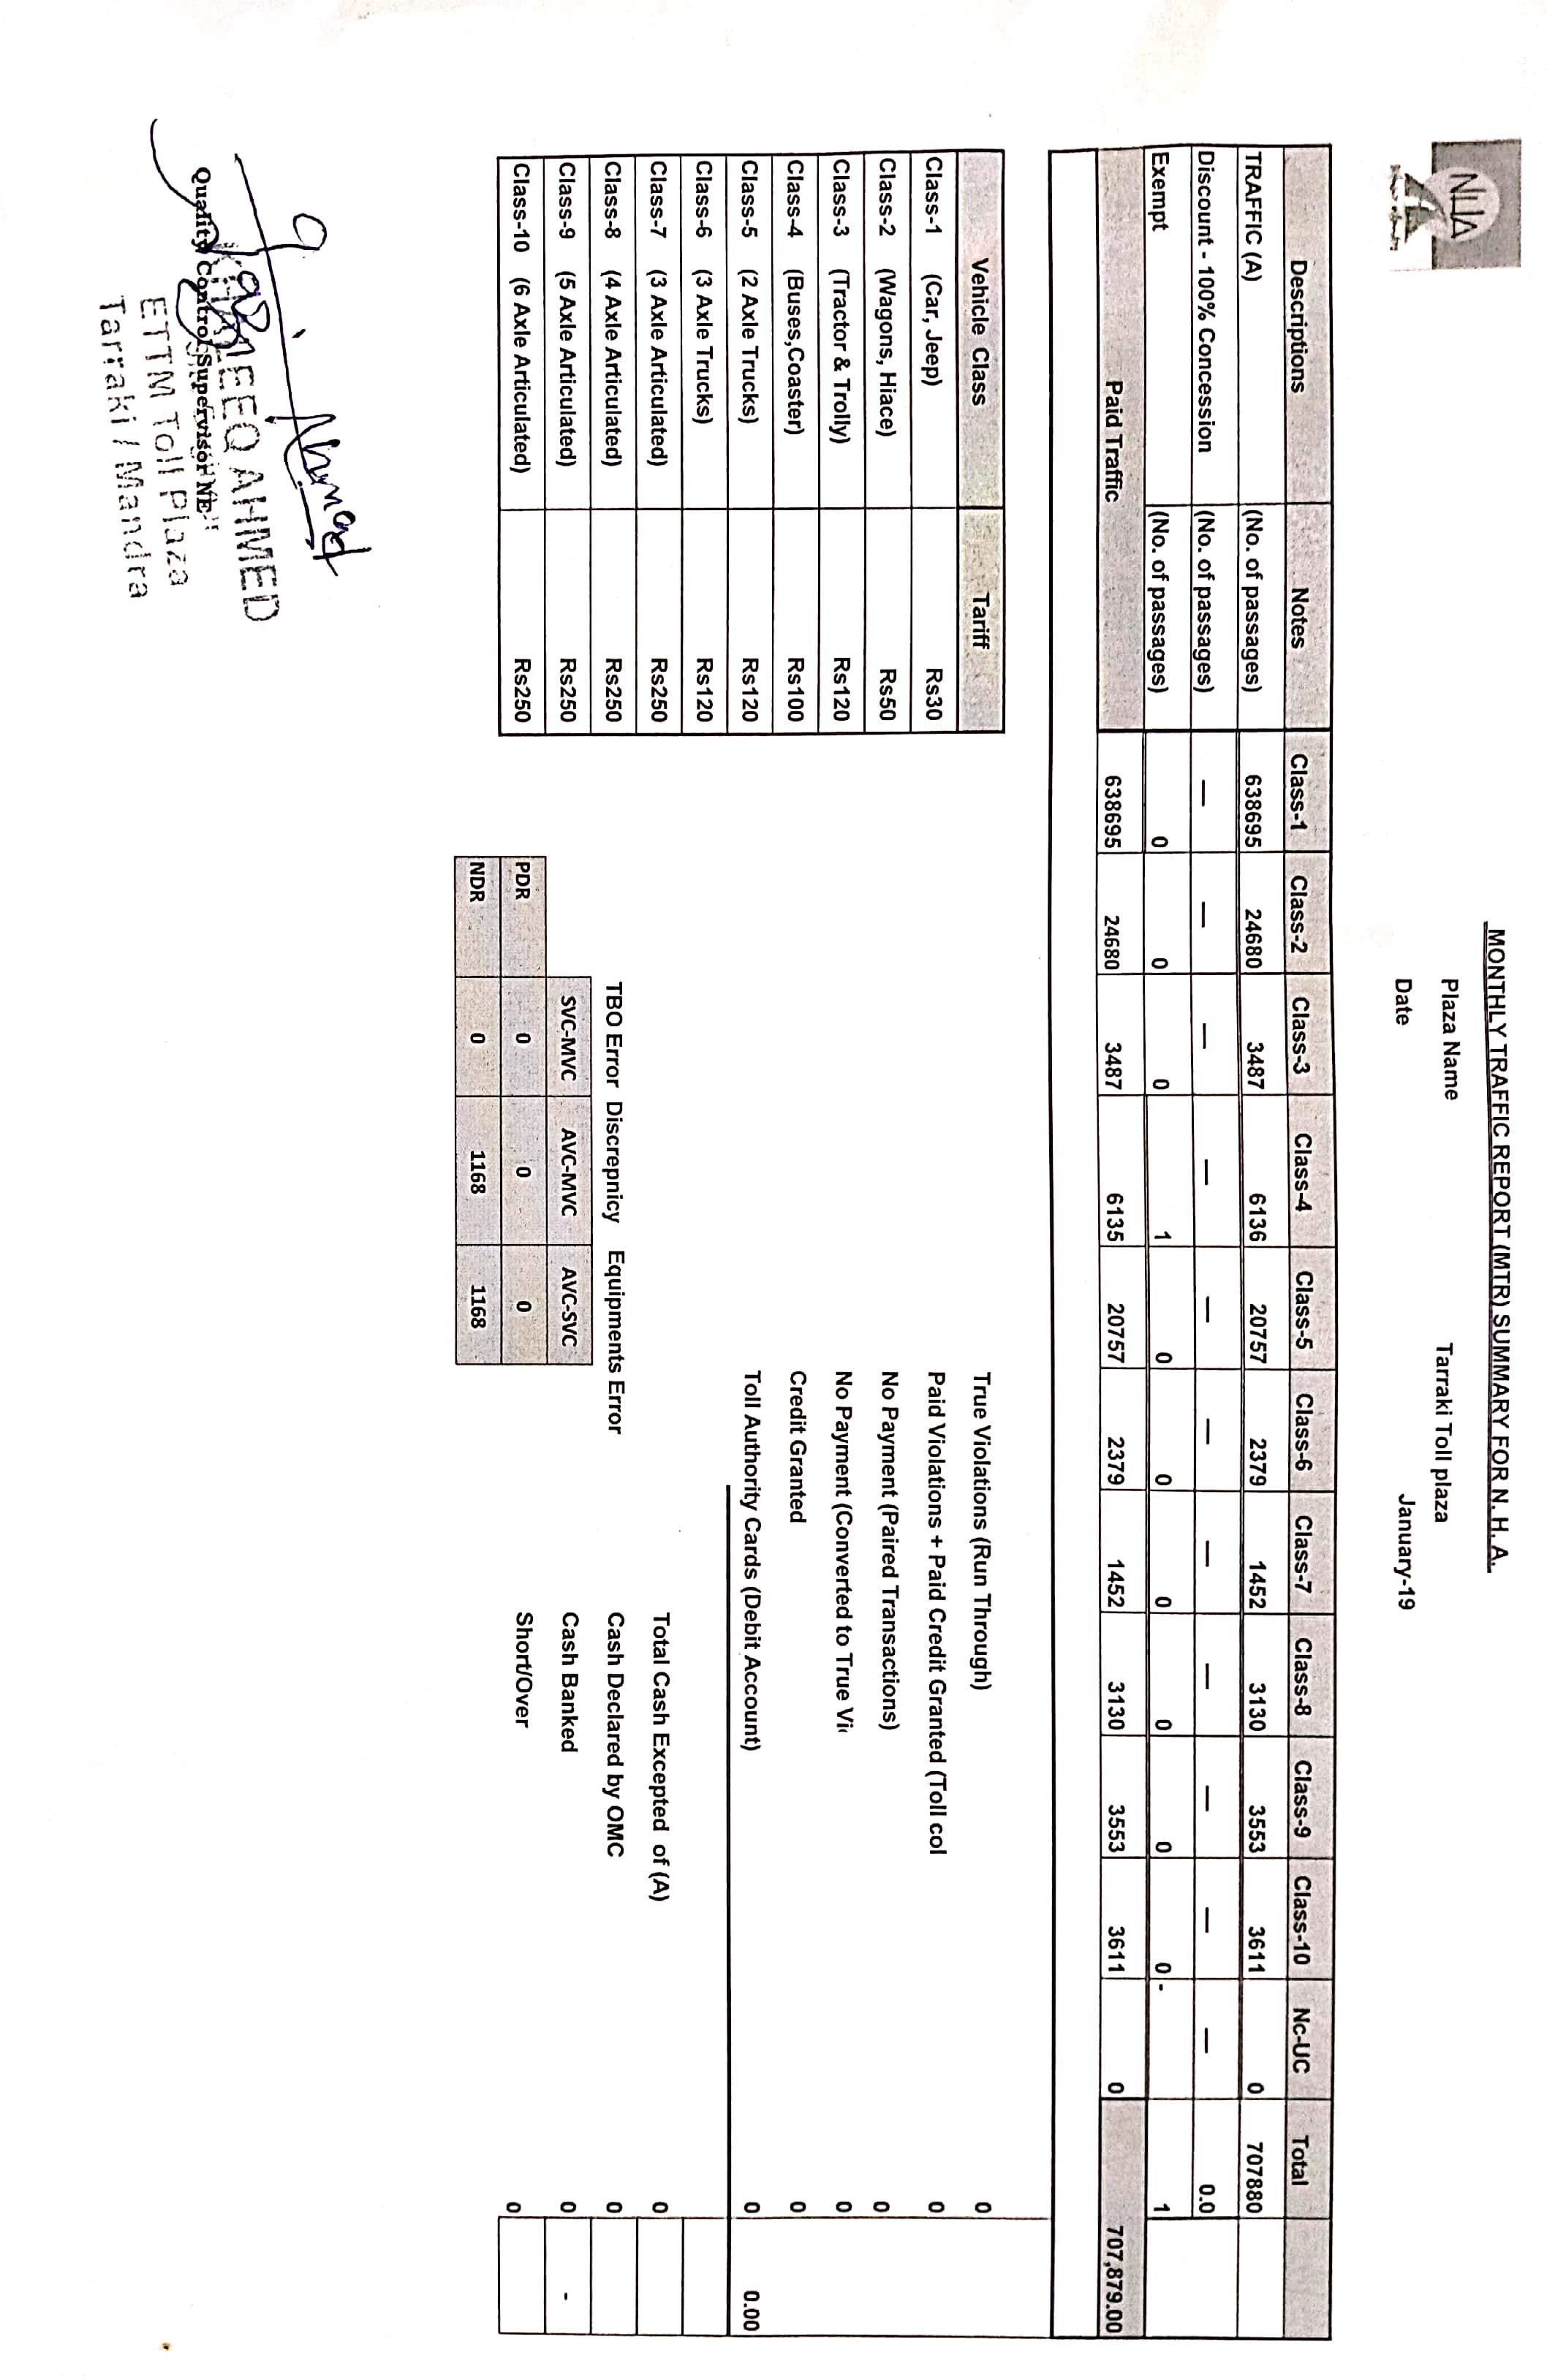 NHA
MONTHLY TRAFFIC REPORT (MTR) SUMMARY FOR N. H. A.
Plaza Name Tarraki Toll plaza
Date January-19
Descriptions Notes Class-1 Class-2 Class-3 Class-4 Class-5 Class-6 Class-7 Class-8 Class-9 Class-10 Nc-UC Total
TRAFFIC (A) (No. of passages) 638695 24680 3487 6136 20757 2379 1452 3130 3553 3611 0 707880
Discount - 100% Concession (No. of passages) — — — — — — — — — — — 0.0
Exempt (No. of passages) 0 0 0 1 0 0 0 0 0 0 - 1
Paid Traffic 638695 24680 3487 6135 20757 2379 1452 3130 3553 3611 0 707,879.00
Vehicle Class Tariff
Class-1 (Car, Jeep) Rs30
Class-2 (Wagons, Hiace) Rs50
Class-3 (Tractor & Trolly) Rs120
Class-4 (Buses,Coaster) Rs100
Class-5 (2 Axle Trucks) Rs120
Class-6 (3 Axle Trucks) Rs120
Class-7 (3 Axle Articulated) Rs250
Class-8 (4 Axle Articulated) Rs250
Class-9 (5 Axle Articulated) Rs250
Class-10 (6 Axle Articulated) Rs250
True Violations (Run Through) 0
Paid Violations + Paid Credit Granted (Toll col 0
No Payment (Paired Transactions) 0
No Payment (Converted to True Vi 0
Credit Granted 0
Toll Authority Cards (Debit Account) 0 0.00
Total Cash Excepted of (A) 0
Cash Declared by OMC 0
Cash Banked 0 -
Short/Over 0
TBO Error Discrepnicy Equipments Error
SVC-MVC AVC-MVC AVC-SVC
PDR 0 0 0
NDR 0 1168 1168
Ahmed
EEQ AHMED
Quality Control Supervisor NE
ETTM Toll Plaza
Tarraki / Mandra